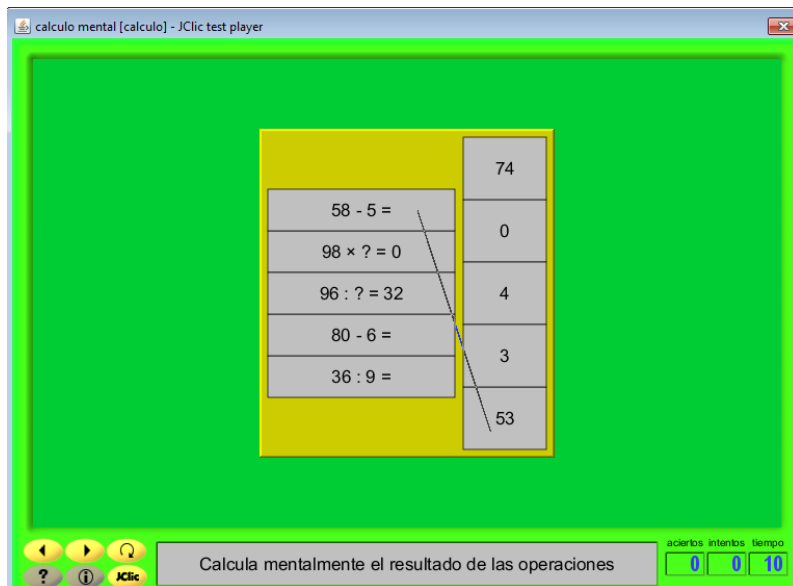 calculo mental [calculo] - JClic test player
58 - 5 =
98 × ? = 0
96 : ? = 32
80 - 6 =
36 : 9 =
74
0
4
3
53
? i JClic
Calcula mentalmente el resultado de las operaciones
aciertos intentos tiempo
0 0 10